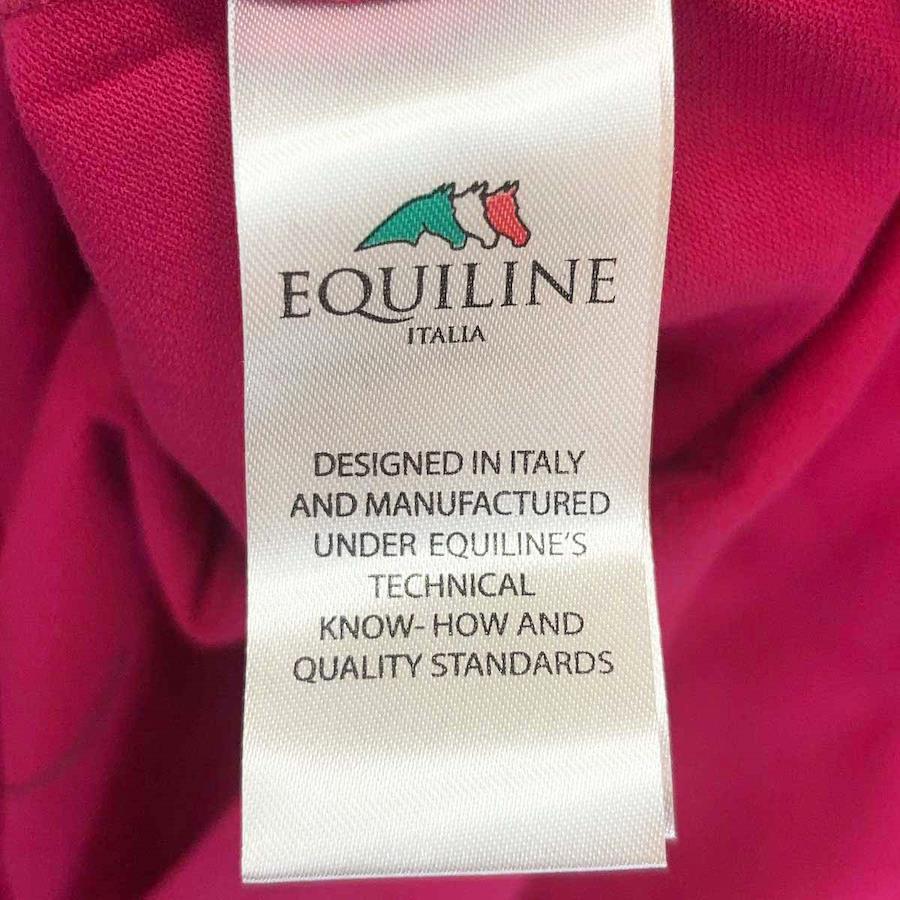 EQUILINE
ITALIA
DESIGNED IN ITALY
AND MANUFACTURED
UNDER EQUILINE'S
TECHNICAL
KNOW- HOW AND
QUALITY STANDARDS